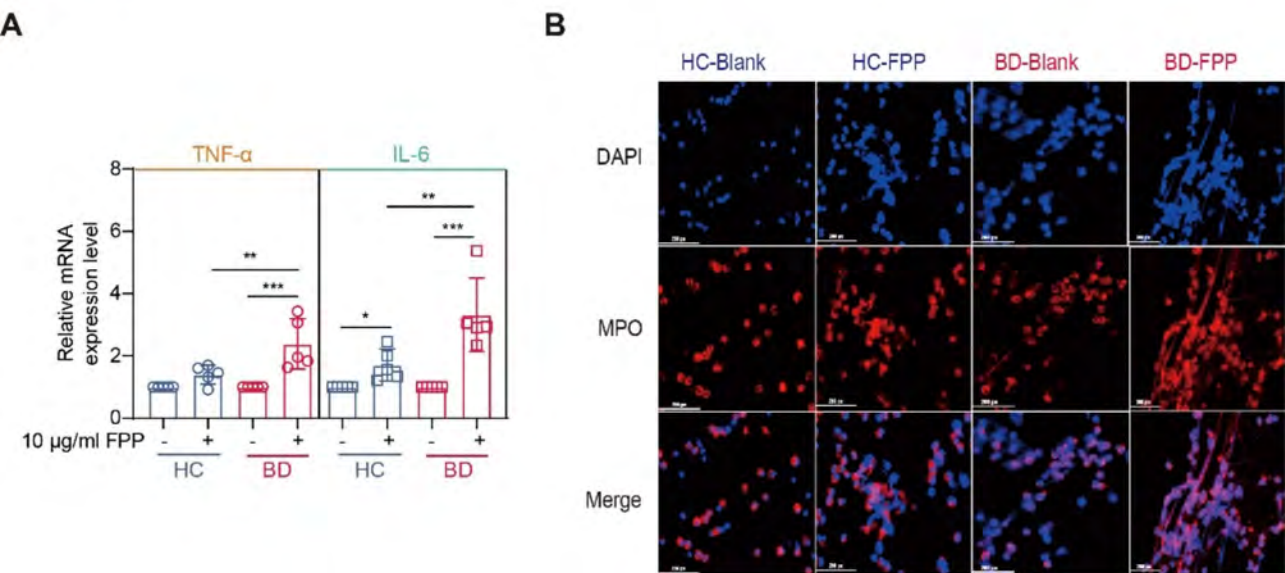 A
B
HC-Blank
HC-FPP
BD-Blank
BD-FPP
DAPI
MPO
Merge
TNF-α
IL-6
Relative mRNA
expression level
8
6
4
2
0
**
***
*
**
***
10 µg/ml FPP
- + - + - + - +
HC BD HC BD